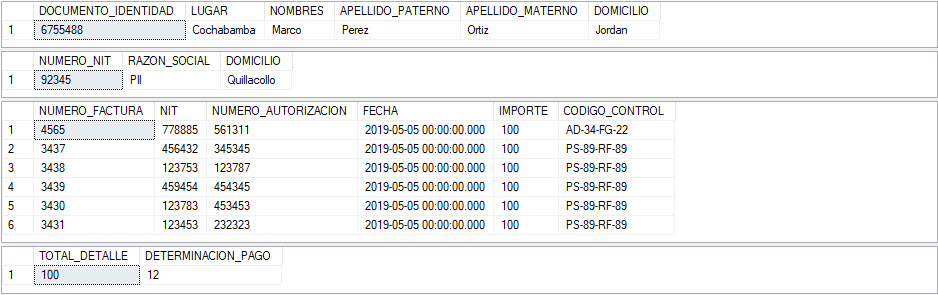 DOCUMENTO_IDENTIDAD LUGAR NOMBRES APELLIDO_PATERNO APELLIDO_MATERNO DOMICILIO
1 6755488 Cochabamba Marco Perez Ortiz Jordan
NUMERO_NIT RAZON_SOCIAL DOMICILIO
1 92345 PII Quillacollo
NUMERO_FACTURA NIT NUMERO_AUTORIZACION FECHA IMPORTE CODIGO_CONTROL
1 4565 778885 561311 2019-05-05 00:00:00.000 100 AD-34-FG-22
2 3437 456432 345345 2019-05-05 00:00:00.000 100 PS-89-RF-89
3 3438 123753 123787 2019-05-05 00:00:00.000 100 PS-89-RF-89
4 3439 459454 454345 2019-05-05 00:00:00.000 100 PS-89-RF-89
5 3430 123783 453453 2019-05-05 00:00:00.000 100 PS-89-RF-89
6 3431 123453 232323 2019-05-05 00:00:00.000 100 PS-89-RF-89
TOTAL_DETALLE DETERMINACION_PAGO
1 100 12